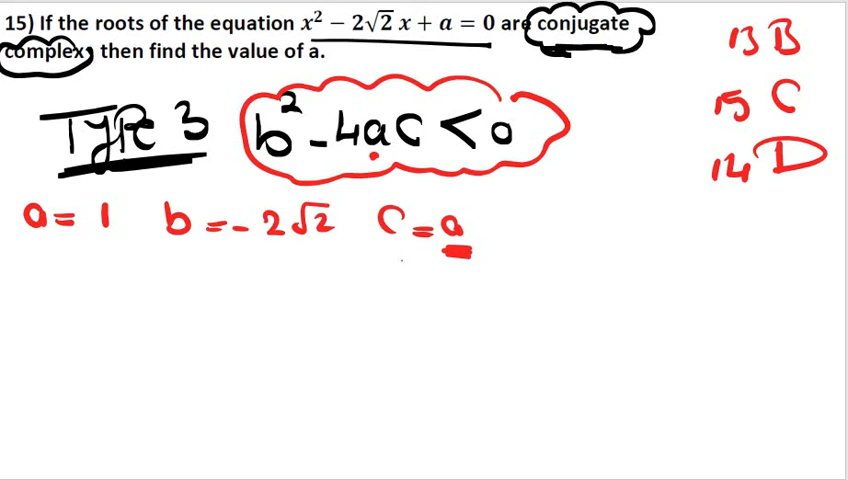 15) If the roots of the equation x² − 2√2 x + a = 0 are conjugate
complex, then find the value of a.
13 B
15 C
14 D
Type 3 b² - 4ac < 0
a = 1 b = - 2√2 c = a